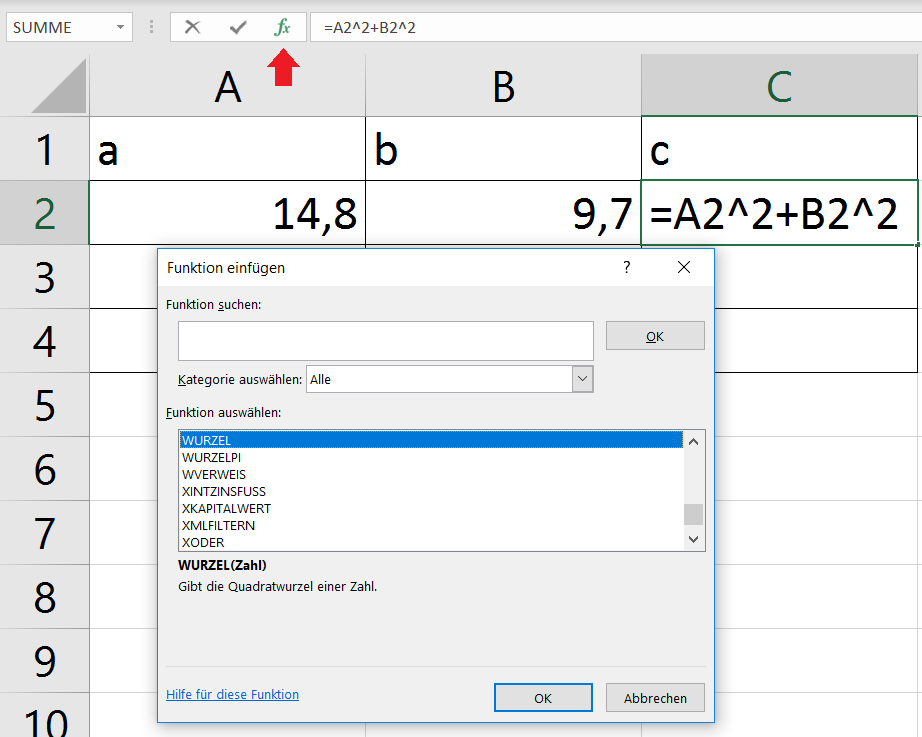 SUMME fx =A2^2+B2^2
A B C
1 a b c
2 14,8 9,7 =A2^2+B2^2
3
4
5
6
7
8
9
10
Funktion einfügen ?
Funktion suchen:
OK
Kategorie auswählen: Alle
Funktion auswählen:
WURZEL
WURZELPI
WVERWEIS
XINTZINSFUSS
XKAPITALWERT
XMLFILTERN
XODER
WURZEL(Zahl)
Gibt die Quadratwurzel einer Zahl.
Hilfe für diese Funktion OK Abbrechen